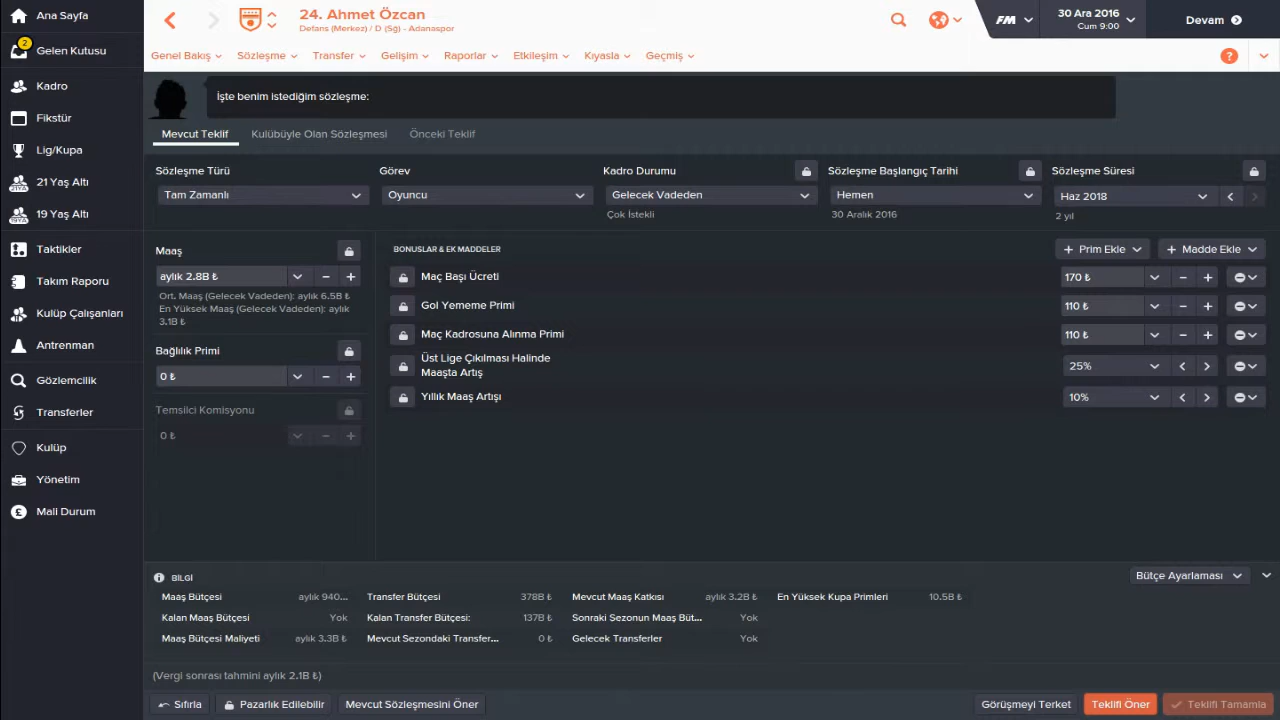 Ana Sayfa
2
Gelen Kutusu
Kadro
Fikstür
Lig/Kupa
21 Yaş Altı
19 Yaş Altı
Taktikler
Takım Raporu
Kulüp Çalışanları
Antrenman
Gözlemcilik
Transferler
Kulüp
Yönetim
Mali Durum
24. Ahmet Özcan
Defans (Merkez) / D (Sğ) - Adanaspor
FM
30 Ara 2016
Cum 9:00
Devam
Genel Bakış Sözleşme Transfer Gelişim Raporlar Etkileşim Kıyasla Geçmiş
?
İşte benim istediğim sözleşme:
Mevcut Teklif Kulübüyle Olan Sözleşmesi Önceki Teklif
Sözleşme Türü
Tam Zamanlı
Görev
Oyuncu
Kadro Durumu
Gelecek Vadeden
Çok İstekli
Sözleşme Başlangıç Tarihi
Hemen
30 Aralık 2016
Sözleşme Süresi
Haz 2018
2 yıl
Maaş
aylık 2.8B ₺
Ort. Maaş (Gelecek Vadeden): aylık 6.5B ₺
En Yüksek Maaş (Gelecek Vadeden): aylık
3.1B ₺
Bağlılık Primi
0 ₺
Temsilci Komisyonu
0 ₺
BONUSLAR & EK MADDELER
+ Prim Ekle + Madde Ekle
Maç Başı Ücreti 170 ₺
Gol Yememe Primi 110 ₺
Maç Kadrosuna Alınma Primi 110 ₺
Üst Lige Çıkılması Halinde
Maaşta Artış 25%
Yıllık Maaş Artışı 10%
BİLGİ
Bütçe Ayarlaması
Maaş Bütçesi aylık 940... Transfer Bütçesi 378B ₺ Mevcut Maaş Katkısı aylık 3.2B ₺ En Yüksek Kupa Primleri 10.5B ₺
Kalan Maaş Bütçesi Yok Kalan Transfer Bütçesi: 137B ₺ Sonraki Sezonun Maaş Büt... Yok
Maaş Bütçesi Maliyeti aylık 3.3B ₺ Mevcut Sezondaki Transfer... 0 ₺ Gelecek Transferler Yok
(Vergi sonrası tahmini aylık 2.1B ₺)
Sıfırla Pazarlık Edilebilir Mevcut Sözleşmesini Öner Görüşmeyi Terket Teklifi Öner Teklifi Tamamla